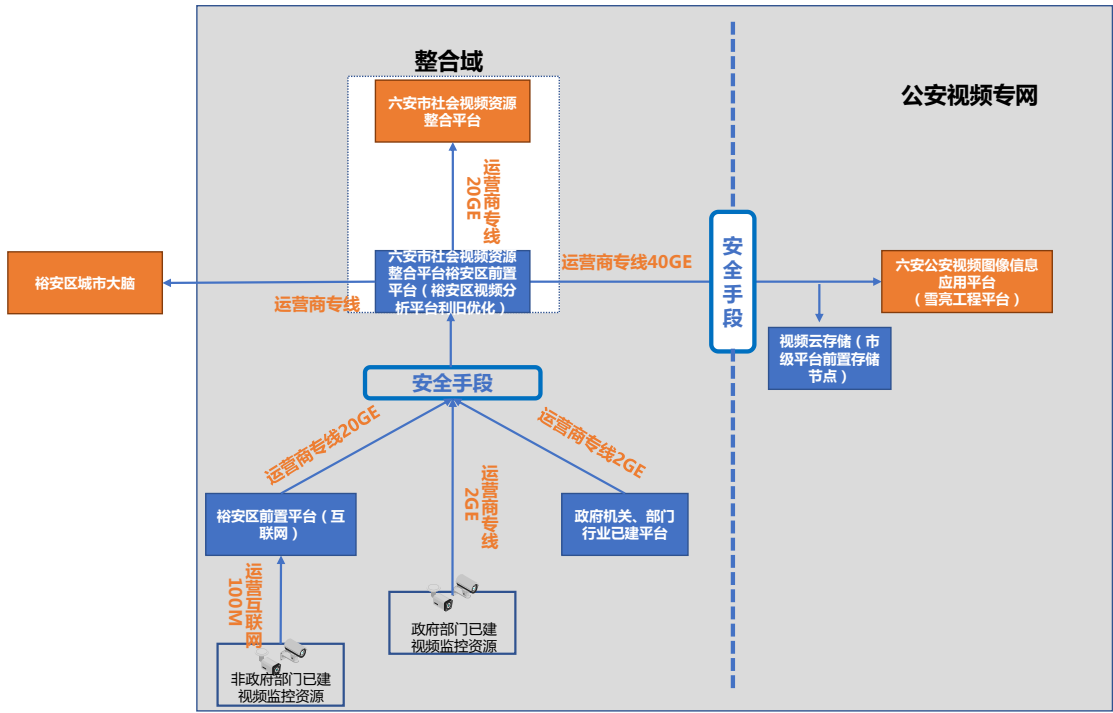 整合域
公安视频专网
六安市社会视频资源
整合平台
运营商专线
20GE
六安市社会视频资源
整合平台裕安区前置
平台（裕安区视频分
析平台利旧优化）
裕安区城市大脑
运营商专线
运营商专线40GE
安全手段
六安公安视频图像信息
应用平台
（雪亮工程平台）
视频云存储（市
级平台前置存储
节点）
安全手段
运营商专线20GE
运营商专线
2GE
运营商专线2GE
裕安区前置平台（互
联网）
政府机关、部门
行业已建平台
运营互联网
100M
政府部门已建
视频监控资源
非政府部门已建
视频监控资源